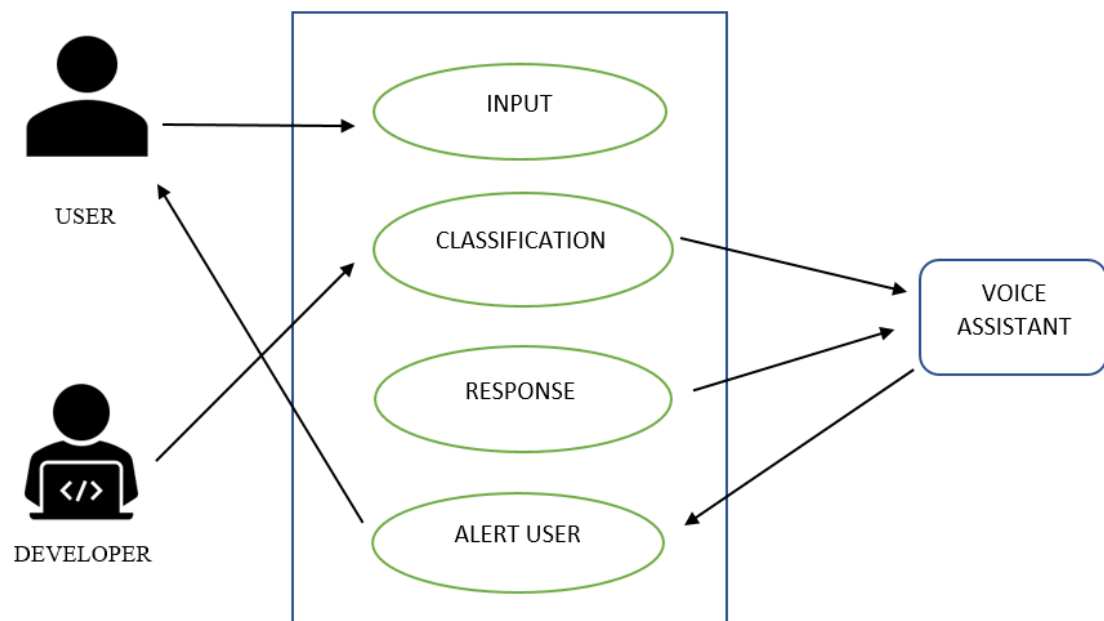 INPUT
USER
CLASSIFICATION
VOICE
ASSISTANT
RESPONSE
</>
ALERT USER
DEVELOPER